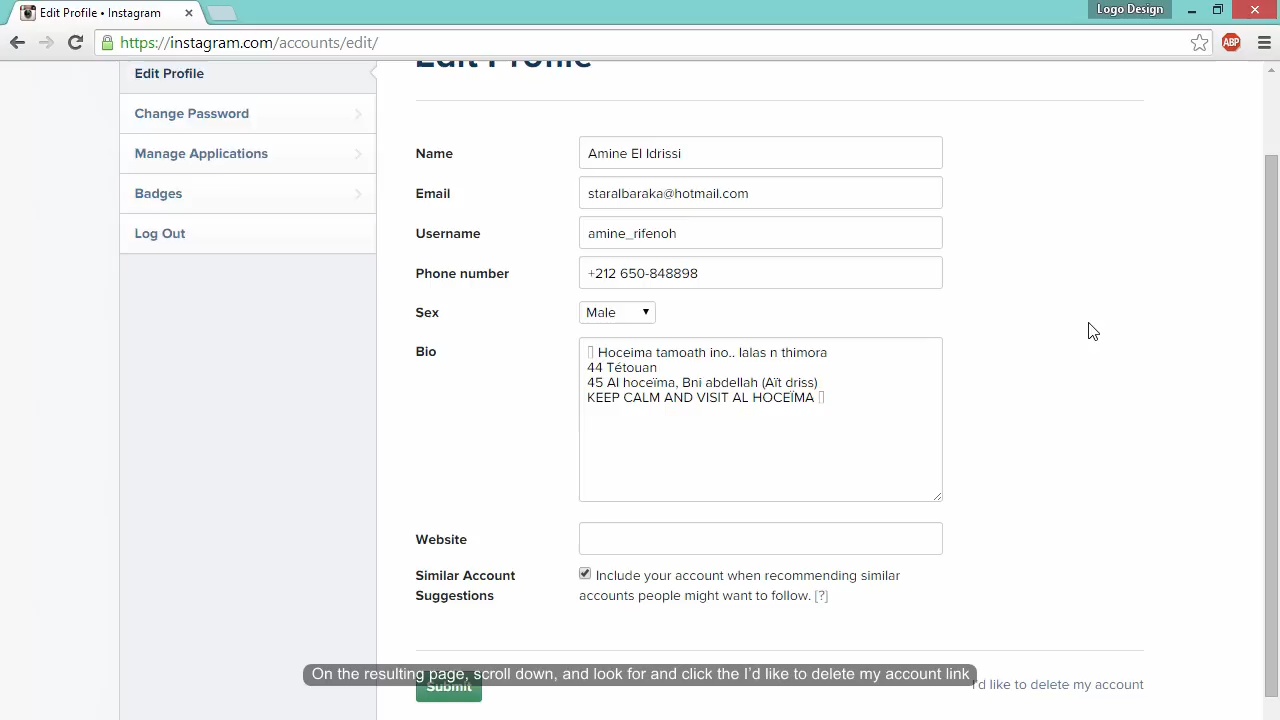 Edit Profile • Instagram
Logo Design
https://instagram.com/accounts/edit/
ABP
Edit Profile
Edit Profile
Change Password
Manage Applications
Badges
Log Out
Name
Amine El Idrissi
Email
staralbaraka@hotmail.com
Username
amine_rifenoh
Phone number
+212 650-848898
Sex
Male
Bio
Hoceima tamoath ino.. lalas n thimora
44 Tétouan
45 Al hoceïma, Bni abdellah (Aït driss)
KEEP CALM AND VISIT AL HOCEÏMA
Website
Similar Account
Suggestions
Include your account when recommending similar
accounts people might want to follow. [?]
On the resulting page, scroll down, and look for and click the I'd like to delete my account link
Submit
I'd like to delete my account